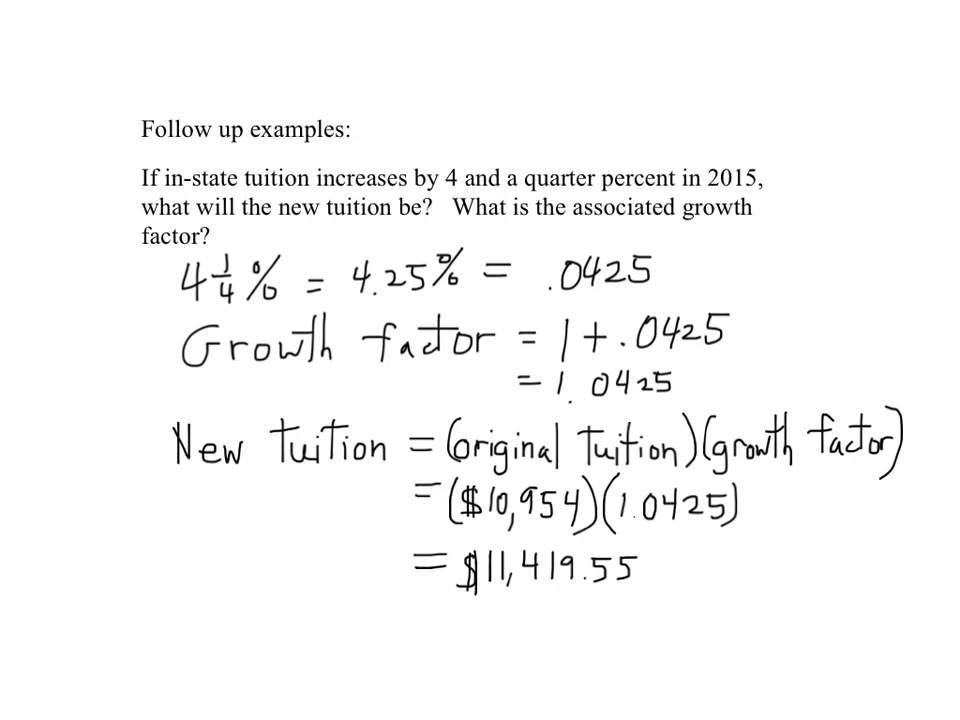 Follow up examples:
If in-state tuition increases by 4 and a quarter percent in 2015,
what will the new tuition be? What is the associated growth
factor?
4 1/4 % = 4.25% = .0425
Growth factor = 1 + .0425
= 1.0425
New Tuition = (original Tuition)(growth factor)
= ($10,954)(1.0425)
= $11,419.55